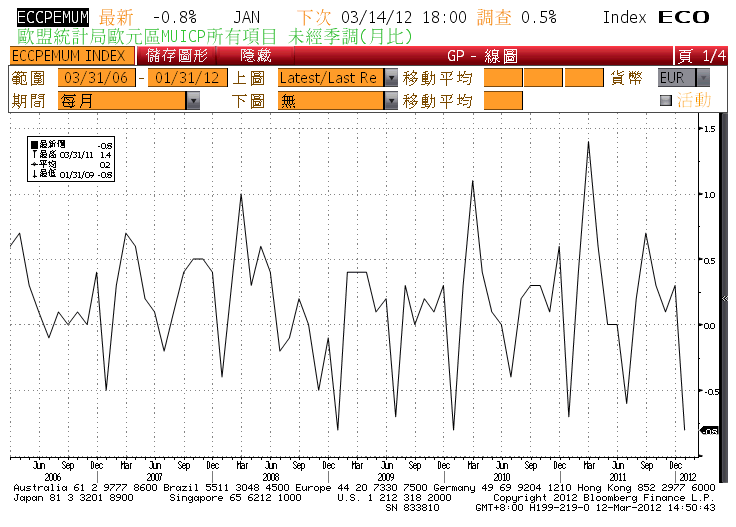 ECCPEMUM 最新 -0.8% JAN 下次 03/14/12 18:00 調查 0.5% Index ECO
歐盟統計局歐元區MUICP所有項目 未經季調(月比)
ECCPEMUM INDEX 儲存圖形 隱藏 GP - 線圖 頁 1/4
範圍 03/31/06 - 01/31/12 上圖 Latest/Last Re 移動平均 貨幣 EUR
期間 每月 下圖 無 移動平均 活動
最新價 -0.8
最高 03/31/11 1.4
平均 0.2
最低 01/31/09 -0.8
1.5
1.0
0.5
0.0
-0.5
-0.8
Jun Sep Dec Mar Jun Sep Dec Mar Jun Sep Dec Mar Jun Sep Dec Mar Jun Sep Dec Mar Jun Sep Dec
2006 2007 2008 2009 2010 2011 2012
Australia 61 2 9777 8600 Brazil 5511 3048 4500 Europe 44 20 7330 7500 Germany 49 69 9204 1210 Hong Kong 852 2977 6000
Japan 81 3 3201 8900 Singapore 65 6212 1000 U.S. 1 212 318 2000 Copyright 2012 Bloomberg Finance L.P.
SN 833810 GMT+8:00 H199-219-0 12-Mar-2012 14:50:43